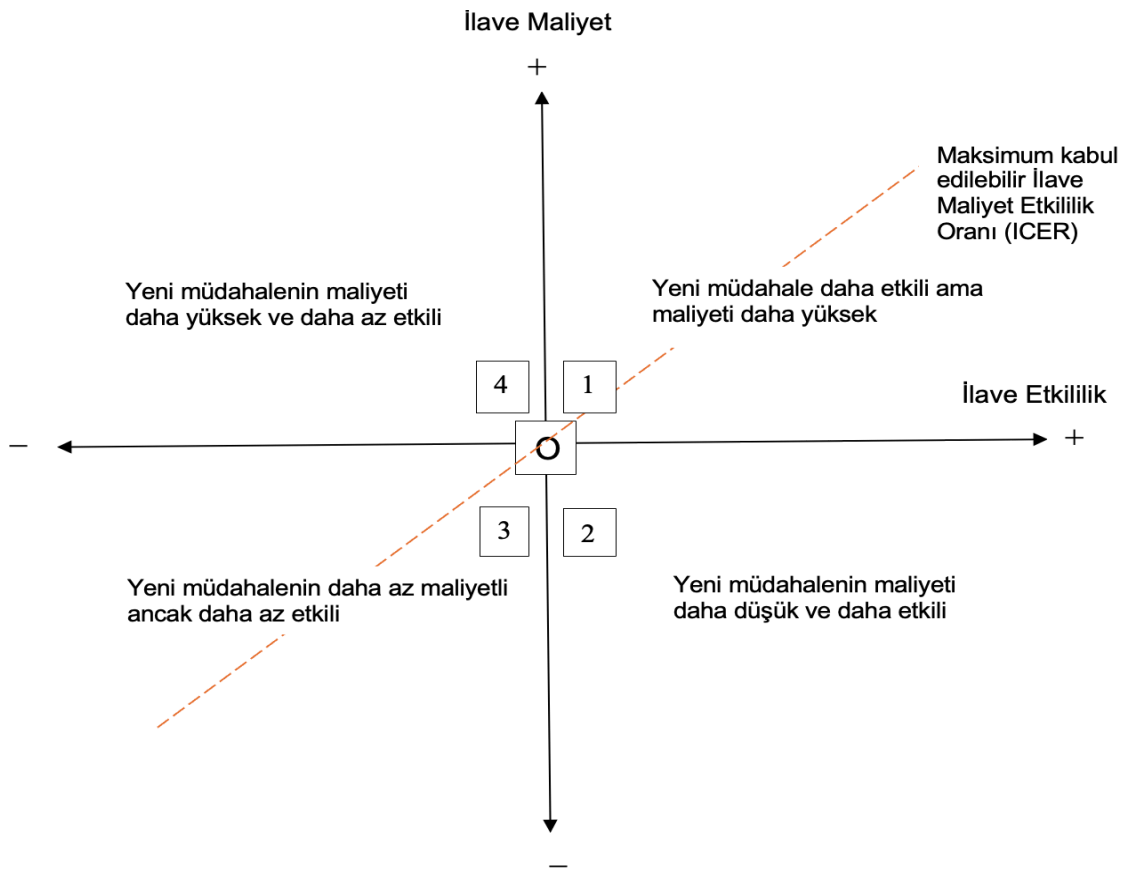 İlave Maliyet
+
Maksimum kabul
edilebilir İlave
Maliyet Etkililik
Oranı (ICER)
Yeni müdahalenin maliyeti
daha yüksek ve daha az etkili
Yeni müdahale daha etkili ama
maliyeti daha yüksek
4
1
İlave Etkililik
–
O
+
3
2
Yeni müdahalenin daha az maliyetli
ancak daha az etkili
Yeni müdahalenin maliyeti
daha düşük ve daha etkili
–